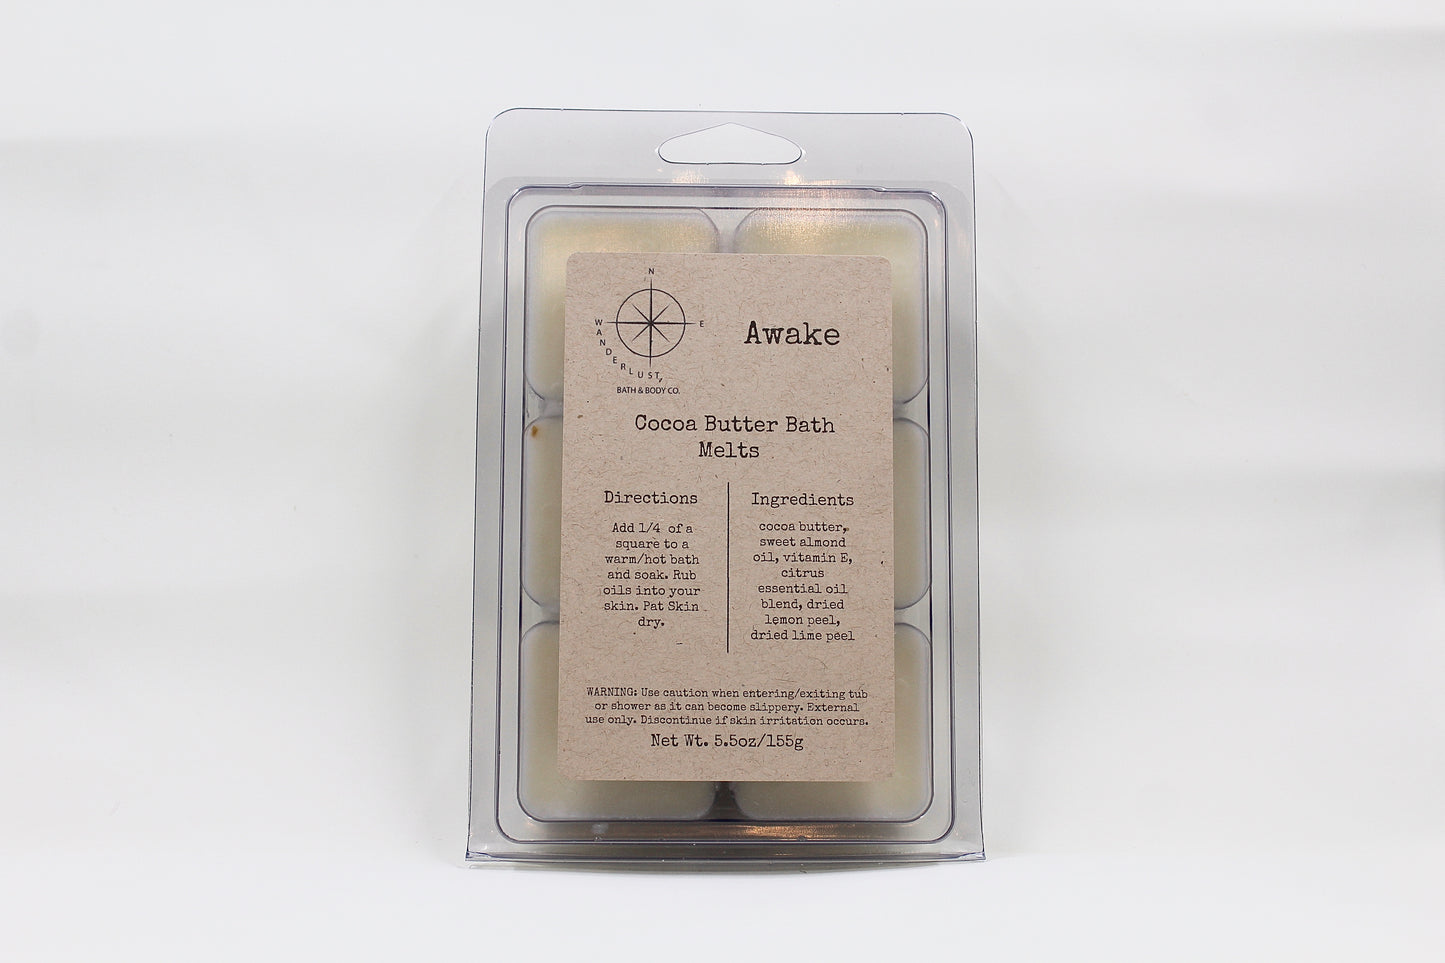 N
E
WANDERLUST,
BATH & BODY CO.
Awake
Cocoa Butter Bath
Melts
Directions
Add 1/4 of a
square to a
warm/hot bath
and soak. Rub
oils into your
skin. Pat Skin
dry.
Ingredients
cocoa butter,
sweet almond
oil, vitamin E,
citrus
essential oil
blend, dried
lemon peel,
dried lime peel
WARNING: Use caution when entering/exiting tub
or shower as it can become slippery. External
use only. Discontinue if skin irritation occurs.
Net Wt. 5.5oz/155g